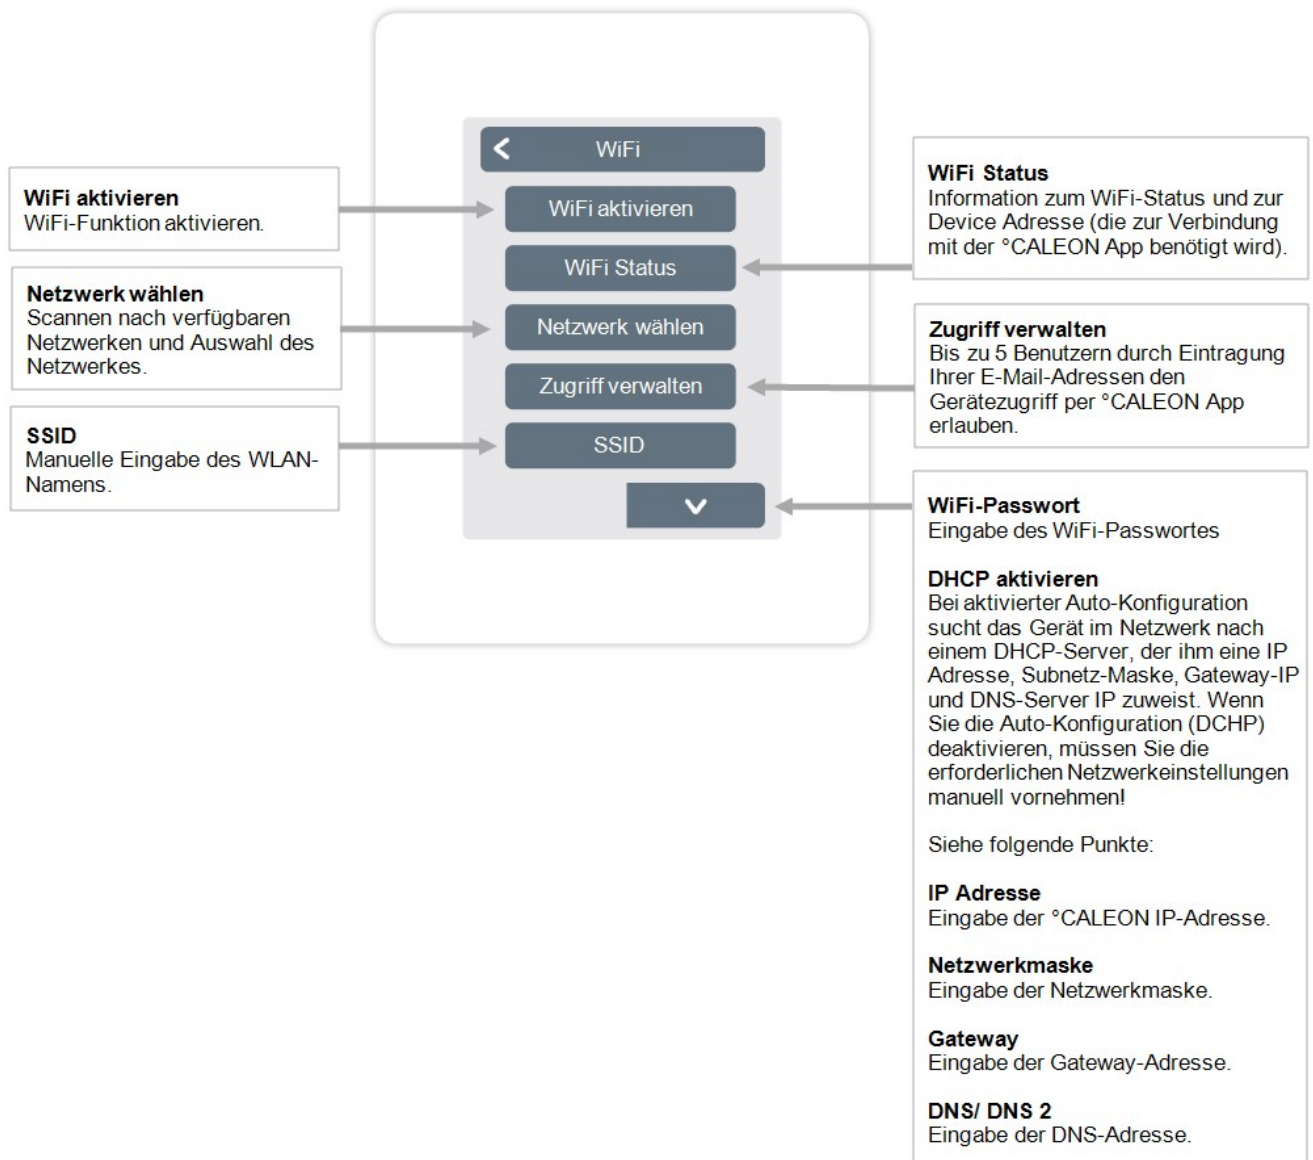 WiFi
WiFi aktivieren
WiFi Status
Netzwerk wählen
Zugriff verwalten
SSID
WiFi aktivieren
WiFi-Funktion aktivieren.
Netzwerk wählen
Scannen nach verfügbaren
Netzwerken und Auswahl des
Netzwerkes.
SSID
Manuelle Eingabe des WLAN-
Namens.
WiFi Status
Information zum WiFi-Status und zur
Device Adresse (die zur Verbindung
mit der °CALEON App benötigt wird).
Zugriff verwalten
Bis zu 5 Benutzern durch Eintragung
Ihrer E-Mail-Adressen den
Gerätezugriff per °CALEON App
erlauben.
WiFi-Passwort
Eingabe des WiFi-Passwortes
DHCP aktivieren
Bei aktivierter Auto-Konfiguration
sucht das Gerät im Netzwerk nach
einem DHCP-Server, der ihm eine IP
Adresse, Subnetz-Maske, Gateway-IP
und DNS-Server IP zuweist. Wenn
Sie die Auto-Konfiguration (DCHP)
deaktivieren, müssen Sie die
erforderlichen Netzwerkeinstellungen
manuell vornehmen!
Siehe folgende Punkte:
IP Adresse
Eingabe der °CALEON IP-Adresse.
Netzwerkmaske
Eingabe der Netzwerkmaske.
Gateway
Eingabe der Gateway-Adresse.
DNS/ DNS 2
Eingabe der DNS-Adresse.